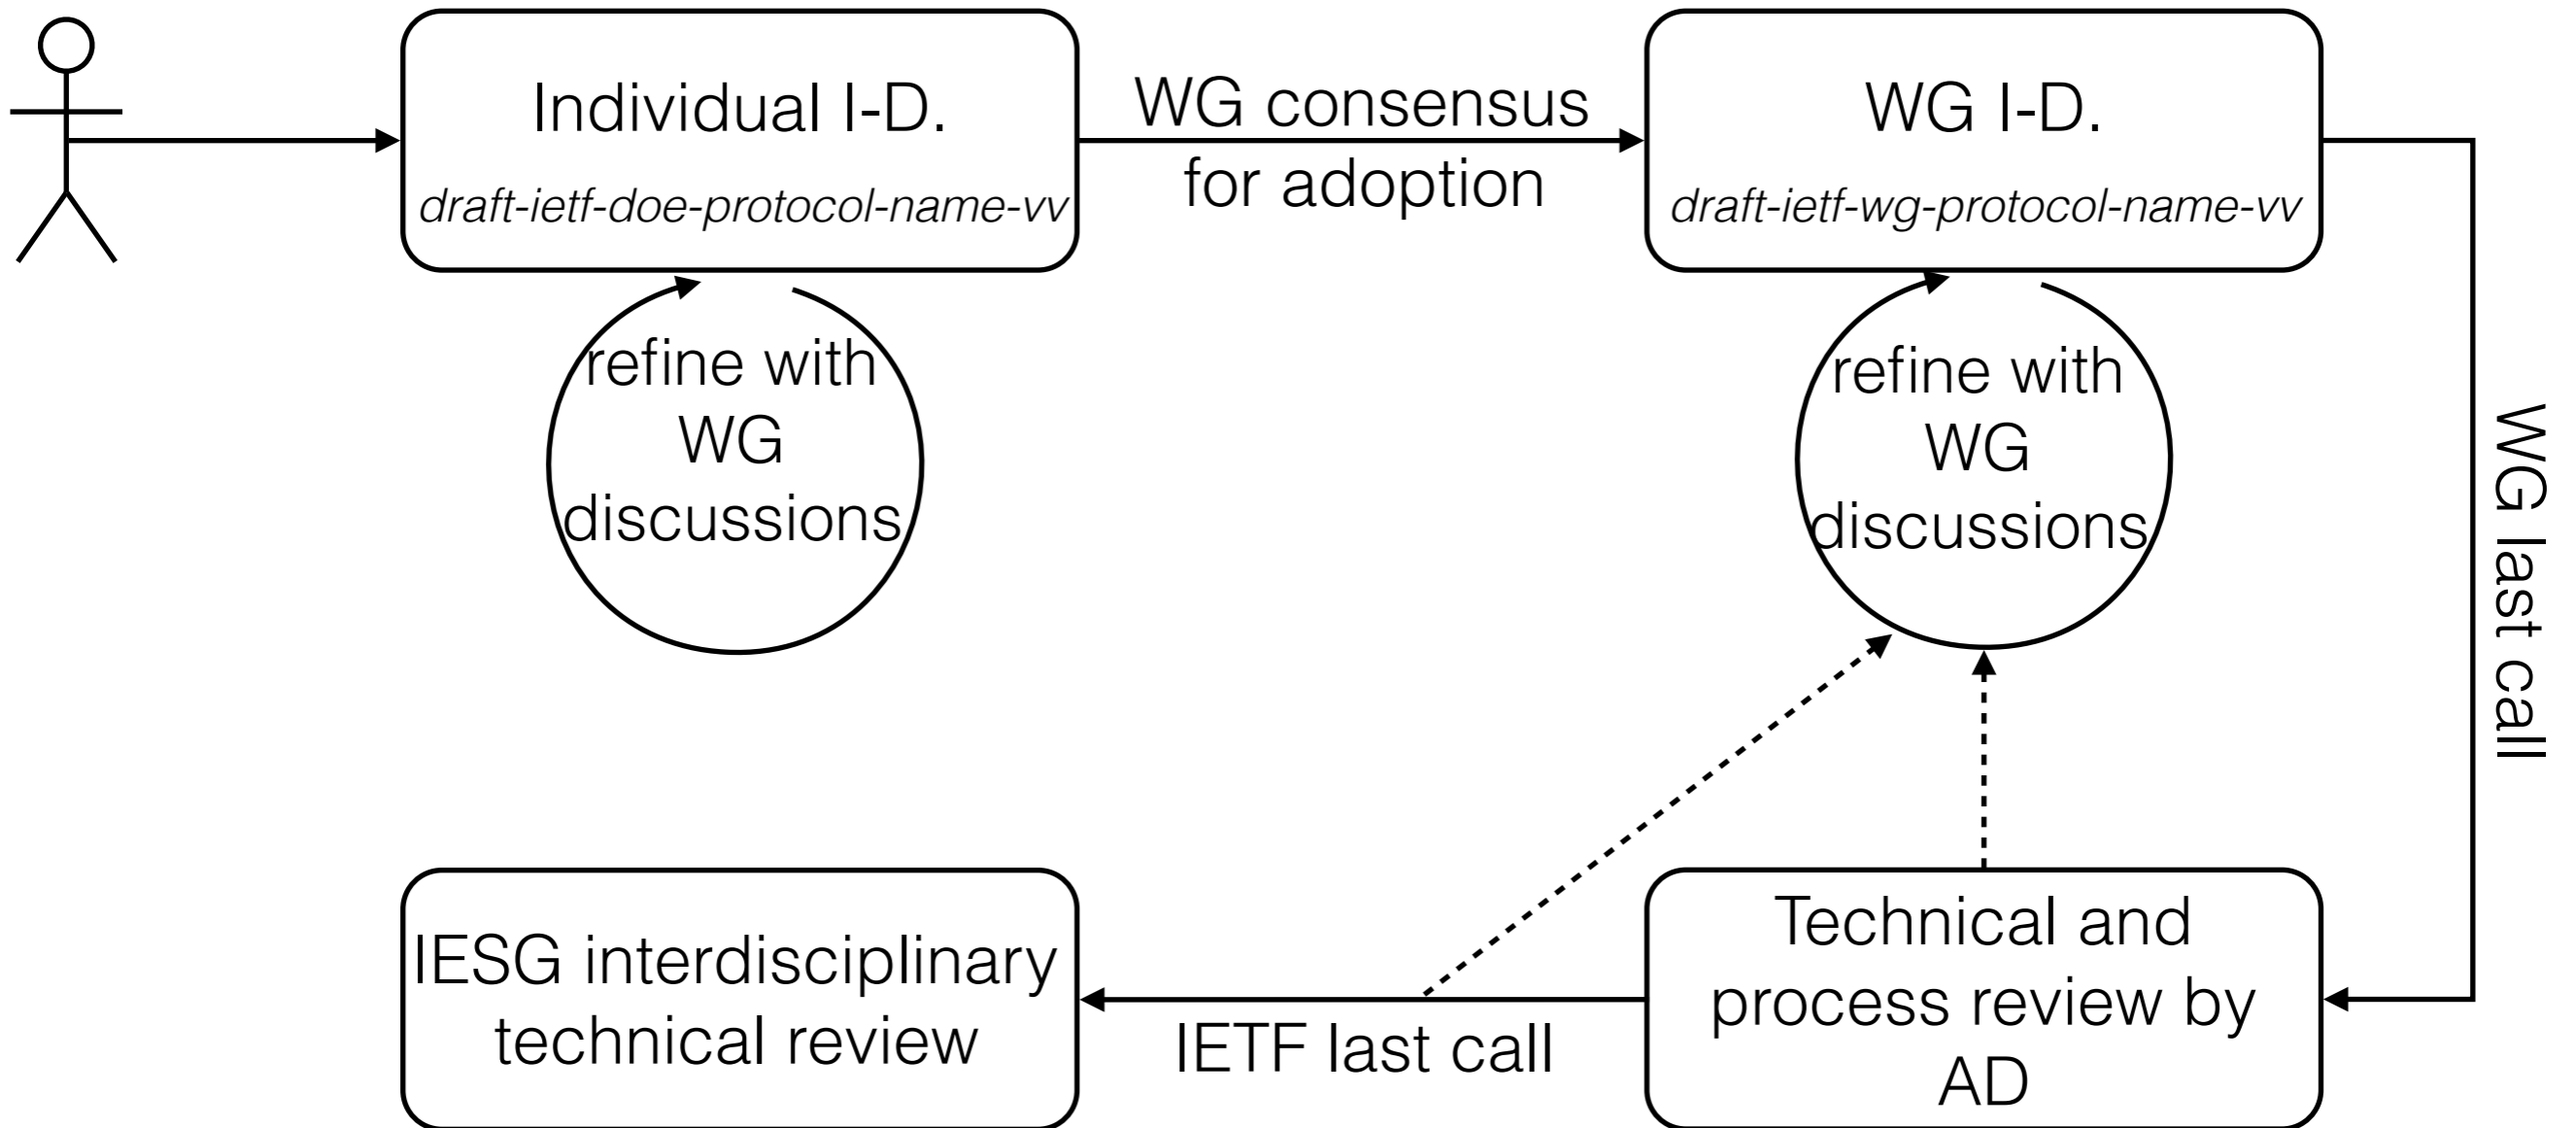 Individual I-D.
draft-ietf-doe-protocol-name-vv
WG consensus
for adoption
WG I-D.
draft-ietf-wg-protocol-name-vv
refine with
WG
discussions
refine with
WG
discussions
WG last call
IESG interdisciplinary
technical review
IETF last call
Technical and
process review by
AD